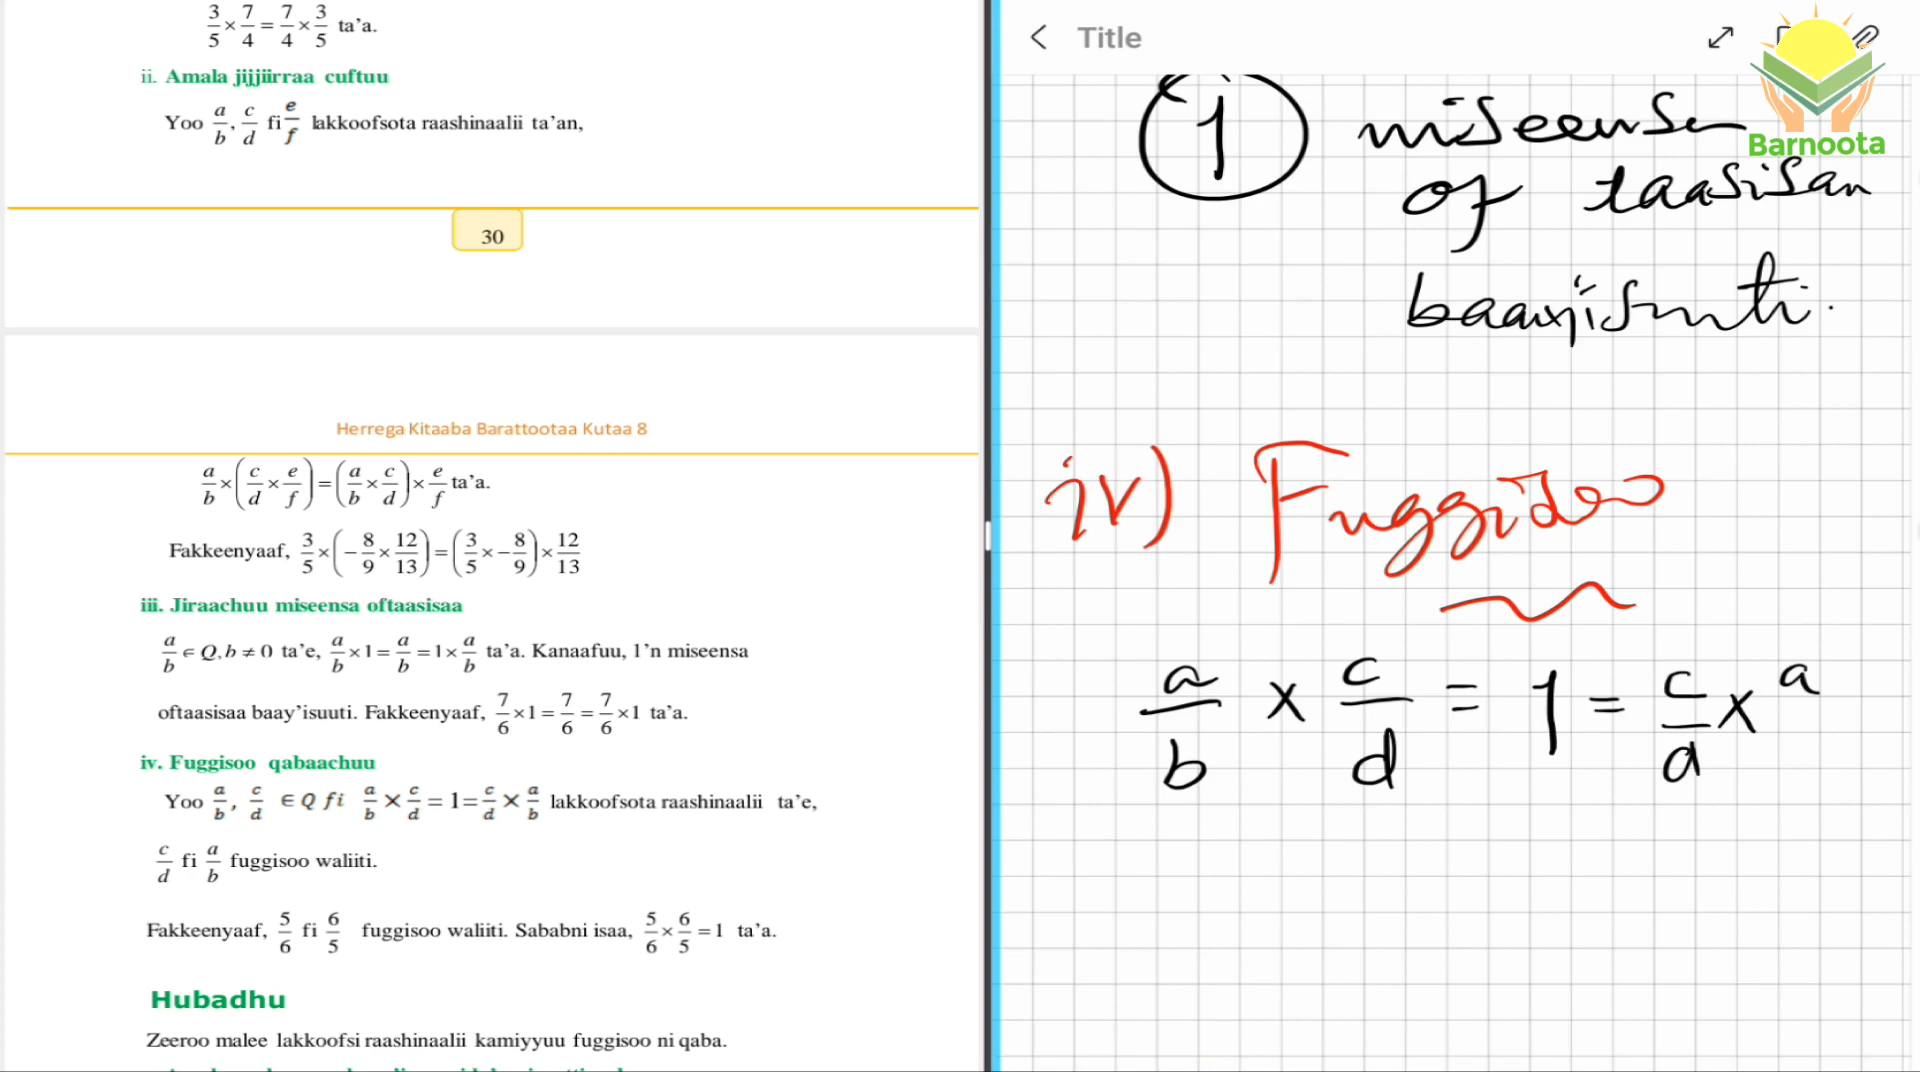 3/5 × 7/4 = 7/4 × 3/5 ta’a.
ii. Amala jijjiirraa cuftuu
Yoo a/b, c/d fi e/f lakkoofsota raashinaalii ta’an,
30
Herrega Kitaaba Barattootaa Kutaa 8
a/b × (c/d × e/f) = (a/b × c/d) × e/f ta’a.
Fakkeenyaaf, 3/5 × (−8/9 × 12/13) = (3/5 × −8/9) × 12/13
iii. Jiraachuu miseensa oftaasisaa
a/b ∈ Q, b ≠ 0 ta’e, a/b × 1 = a/b = 1 × a/b ta’a. Kanaafuu, 1’n miseensa
oftaasisaa baay’isuuti. Fakkeenyaaf, 7/6 × 1 = 7/6 = 7/6 × 1 ta’a.
iv. Fuggisoo qabaachuu
Yoo a/b, c/d ∈ Q fi a/b × c/d = 1 = c/d × a/b lakkoofsota raashinaalii ta’e,
c/d fi a/b fuggisoo waliiti.
Fakkeenyaaf, 5/6 fi 6/5 fuggisoo waliiti. Sababni isaa, 5/6 × 6/5 = 1 ta’a.
Hubadhu
Zeeroo malee lakkoofsi raashinaalii kamiyyuu fuggisoo ni qaba.
Title
Barnoota
1 miseensa
of taasisan
iv) Fuggisoo
a/b × c/d = 1 = c/d × a